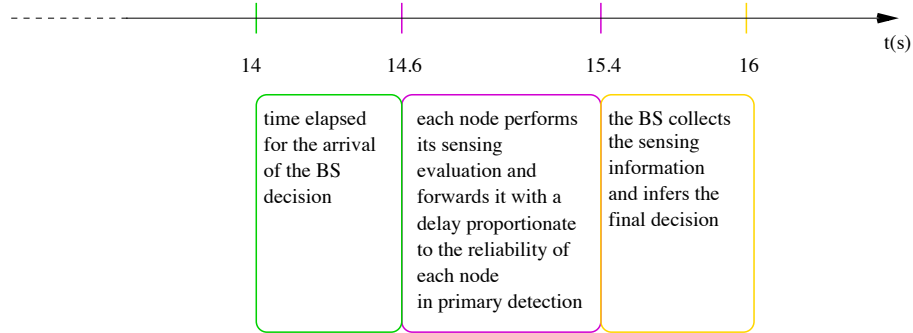 t(s)
14
14.6
15.4
16
time elapsed
for the arrival
of the BS
decision
each node performs
its sensing
evaluation and
forwards it with a
delay proportionate
to the reliability of
each node
in primary detection
the BS collects
the sensing
information
and infers the
final decision